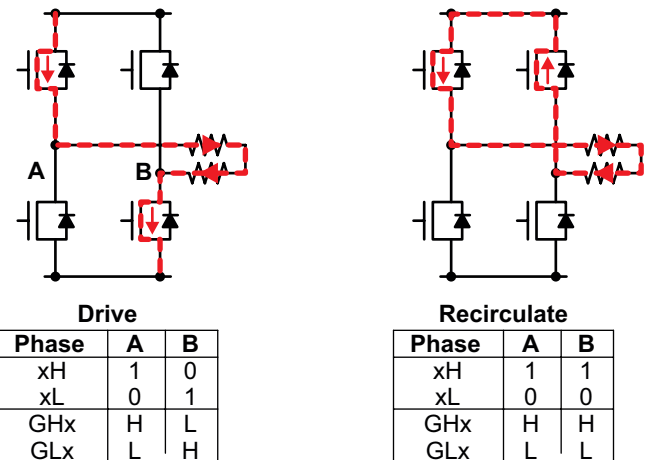 A
B
Drive
Phase A B
xH 1 0
xL 0 1
GHx H L
GLx L H
Recirculate
Phase A B
xH 1 1
xL 0 0
GHx H H
GLx L L